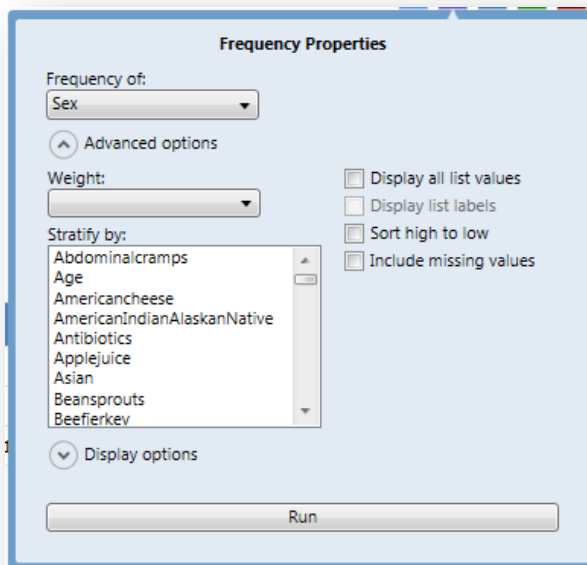 Frequency Properties
Frequency of:
Sex
Advanced options
Weight:
Display all list values
Display list labels
Sort high to low
Include missing values
Stratify by:
Abdominalcramps
Age
Americancheese
AmericanIndianAlaskanNative
Antibiotics
Applejuice
Asian
Beansprouts
Beefjerkey
Display options
Run